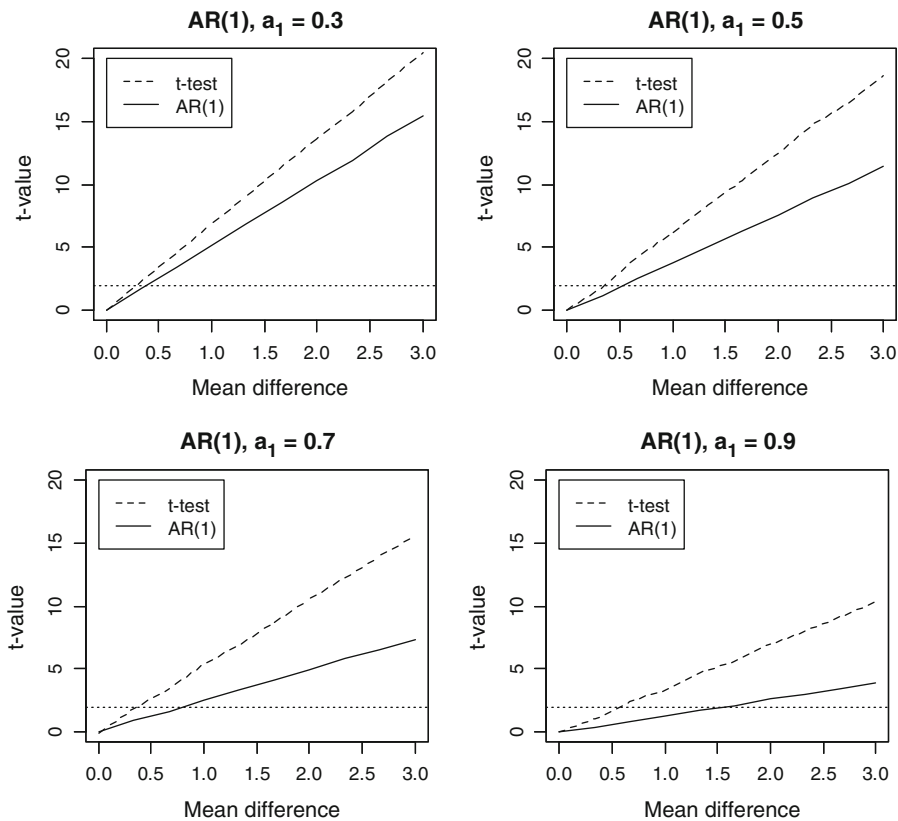 AR(1), a1 = 0.3
t-test
AR(1)
t-value
0 5 10 15 20
0.0 0.5 1.0 1.5 2.0 2.5 3.0
Mean difference
AR(1), a1 = 0.5
t-test
AR(1)
t-value
0 5 10 15 20
0.0 0.5 1.0 1.5 2.0 2.5 3.0
Mean difference
AR(1), a1 = 0.7
t-test
AR(1)
t-value
0 5 10 15 20
0.0 0.5 1.0 1.5 2.0 2.5 3.0
Mean difference
AR(1), a1 = 0.9
t-test
AR(1)
t-value
0 5 10 15 20
0.0 0.5 1.0 1.5 2.0 2.5 3.0
Mean difference